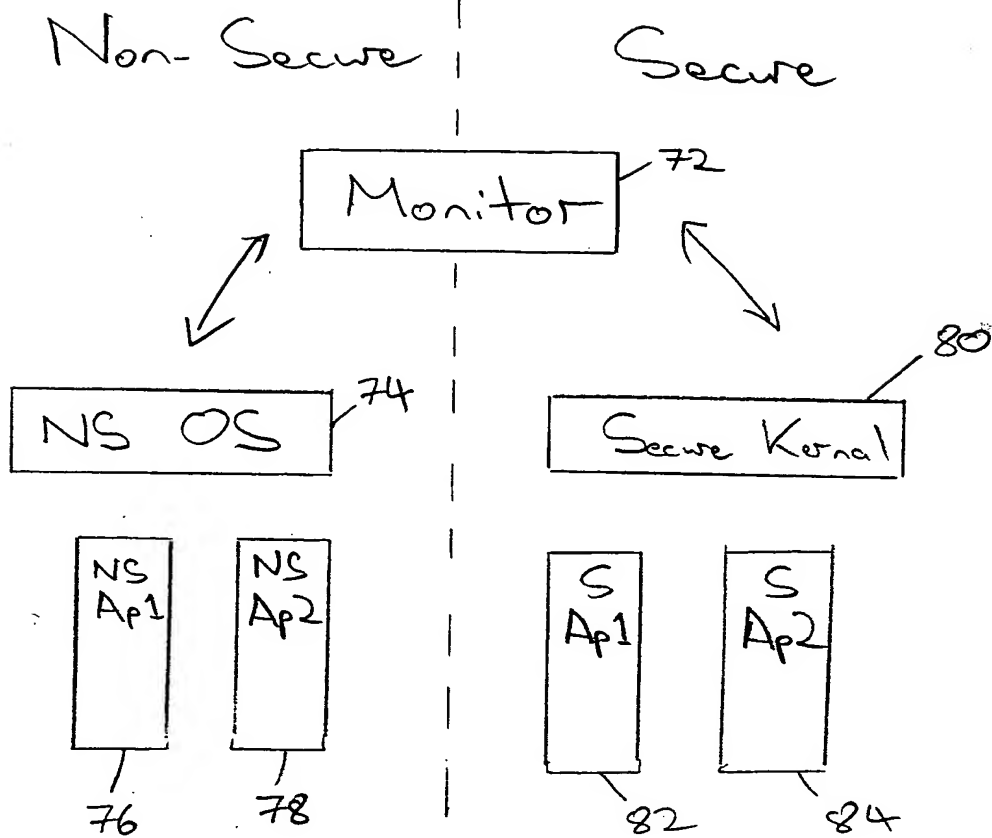 Non-Secure
Secure
Monitor
72
NS OS
74
Secure Kernal
80
NS
Ap1
NS
Ap2
S
Ap1
S
Ap2
76
78
82
84